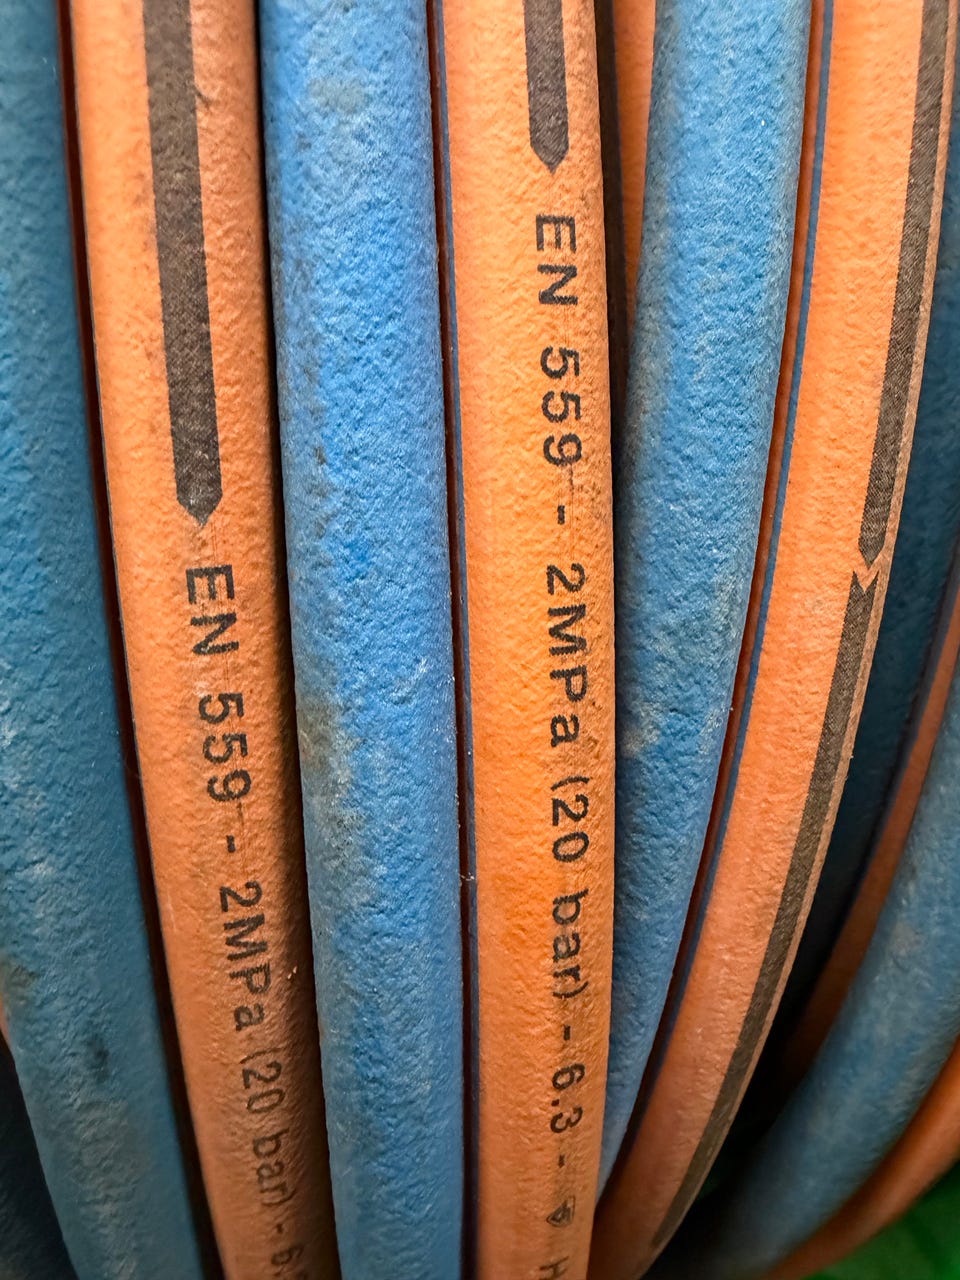 EN 559 - 2MPa (20 bar) - 6.
EN 559 - 2MPa (20 bar) - 6.3 - H